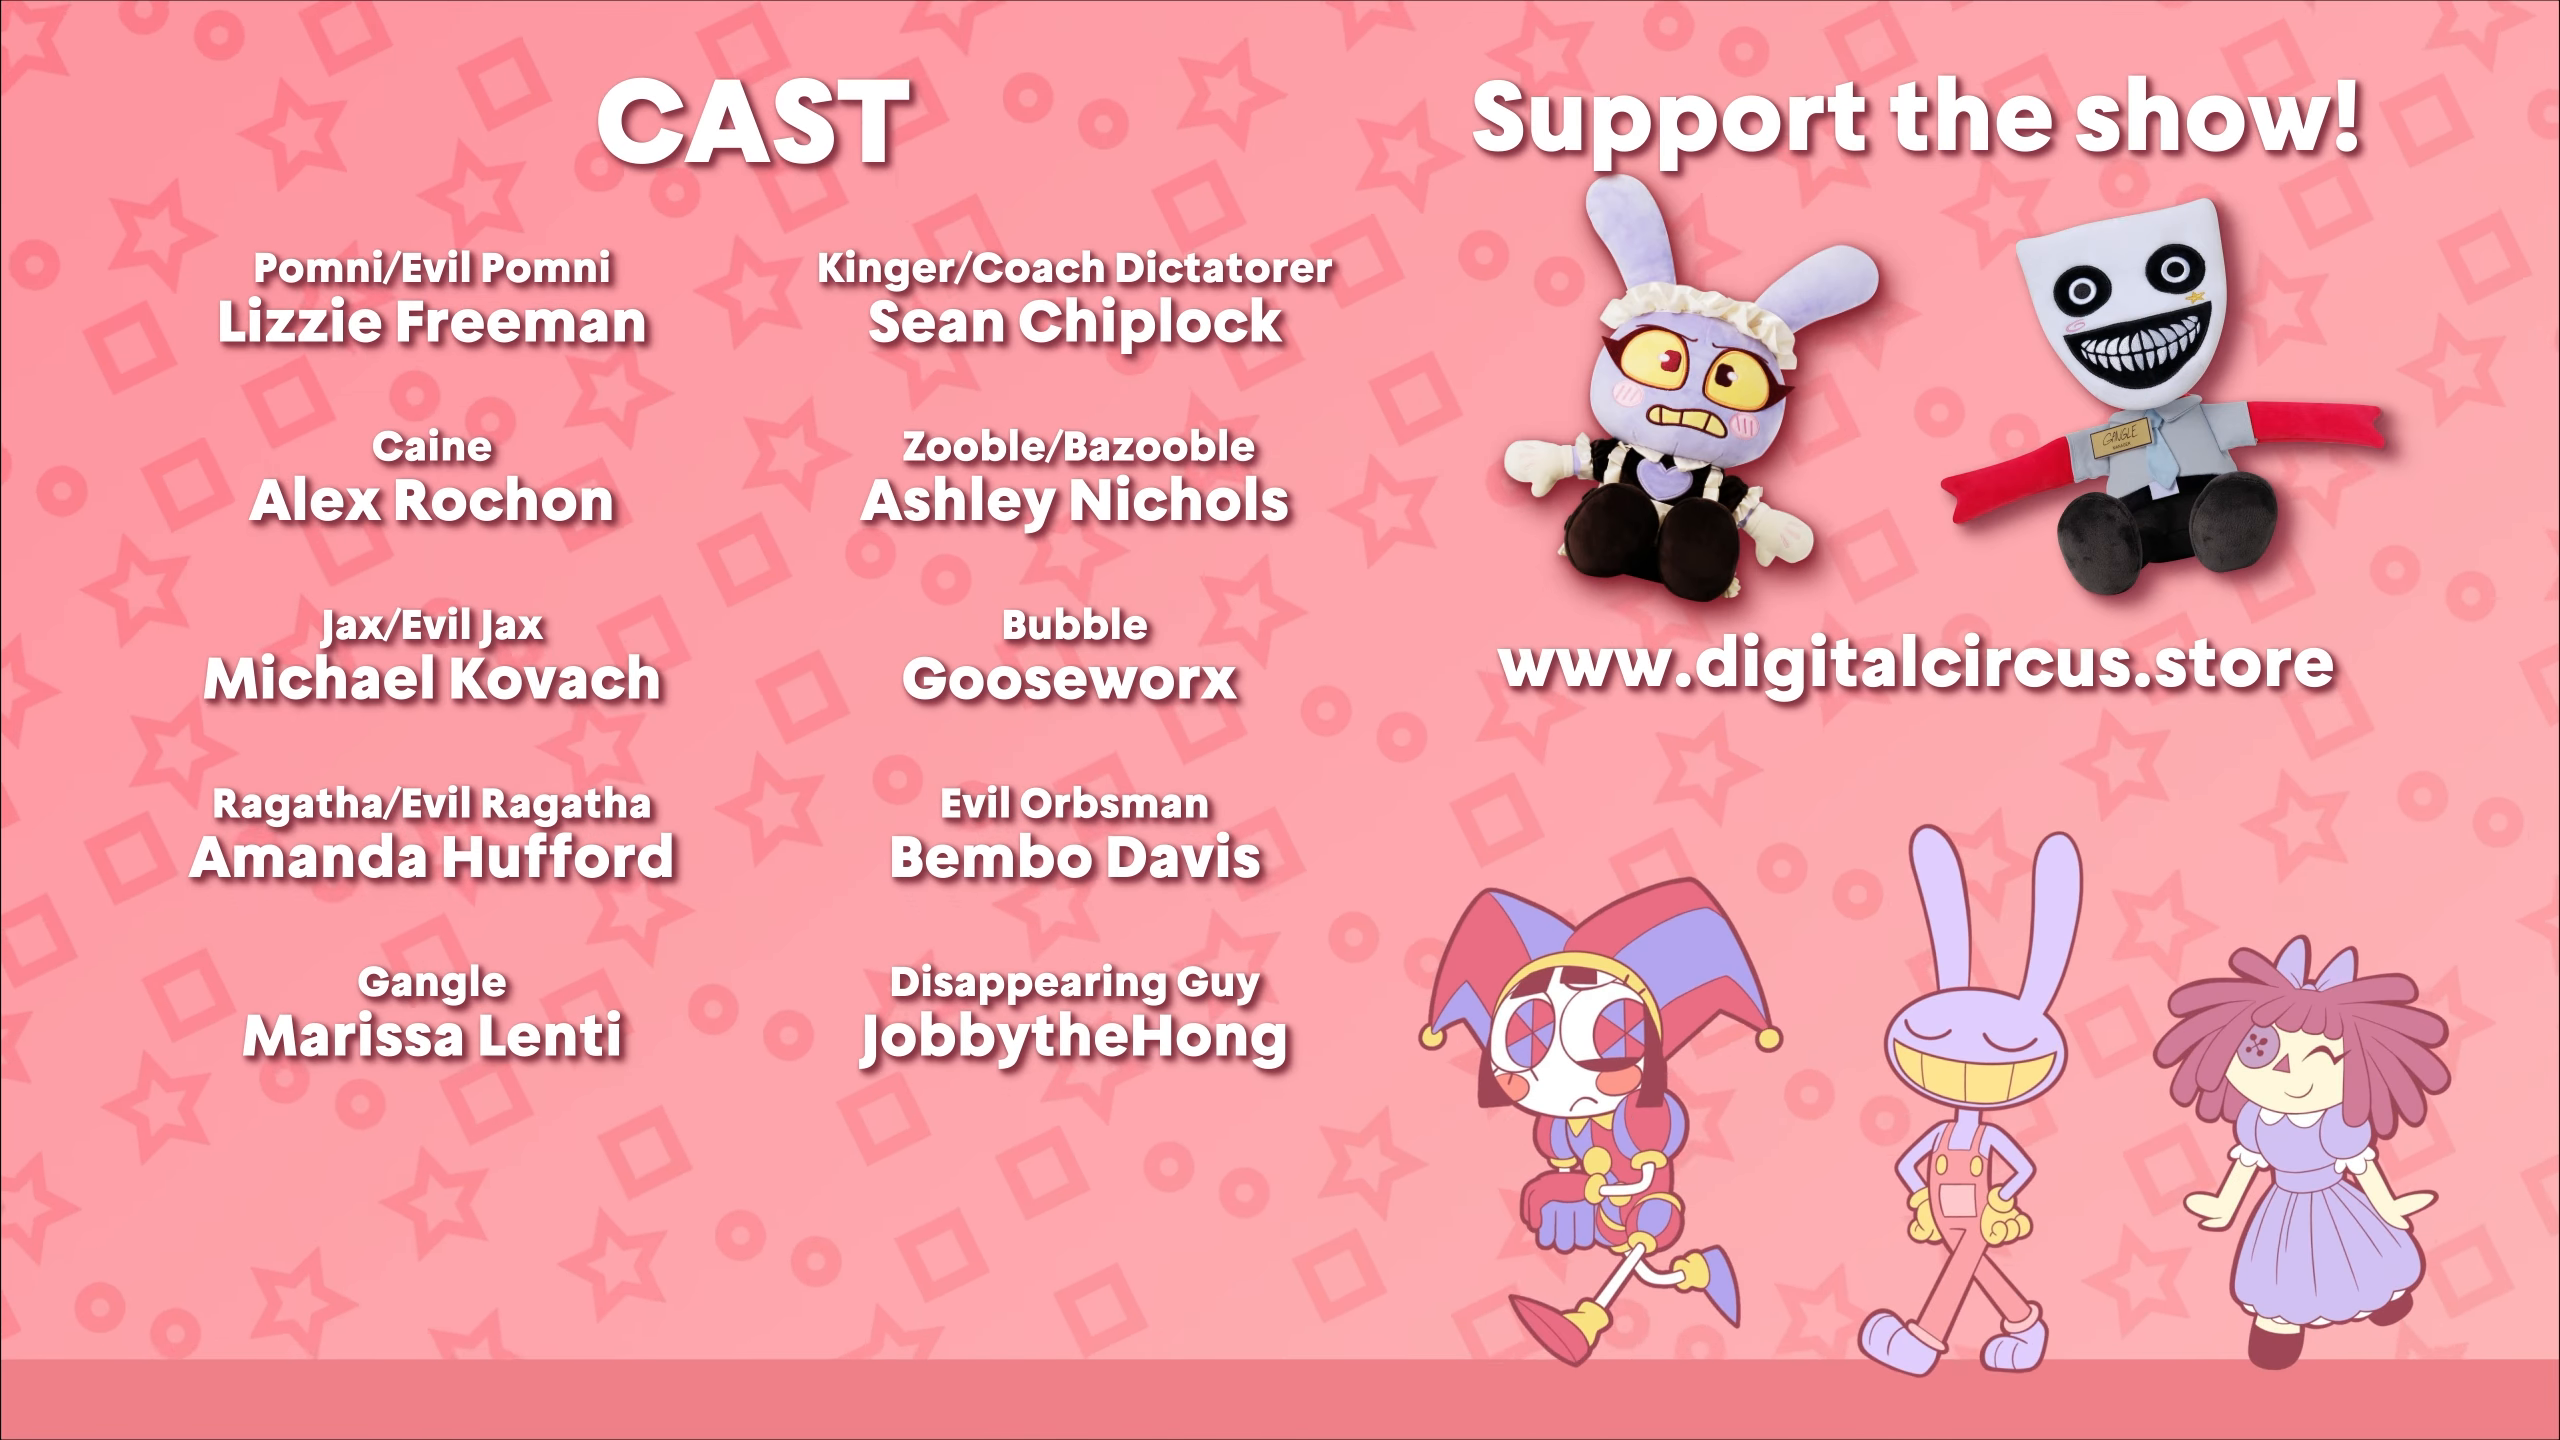 CAST
Pomni/Evil Pomni
Lizzie Freeman
Caine
Alex Rochon
Jax/Evil Jax
Michael Kovach
Ragatha/Evil Ragatha
Amanda Hufford
Gangle
Marissa Lenti
Kinger/Coach Dictatorer
Sean Chiplock
Zooble/Bazooble
Ashley Nichols
Bubble
Gooseworx
Evil Orbsman
Bembo Davis
Disappearing Guy
JobbytheHong
Support the show!
GANGLE
MANAGER
www.digitalcircus.store